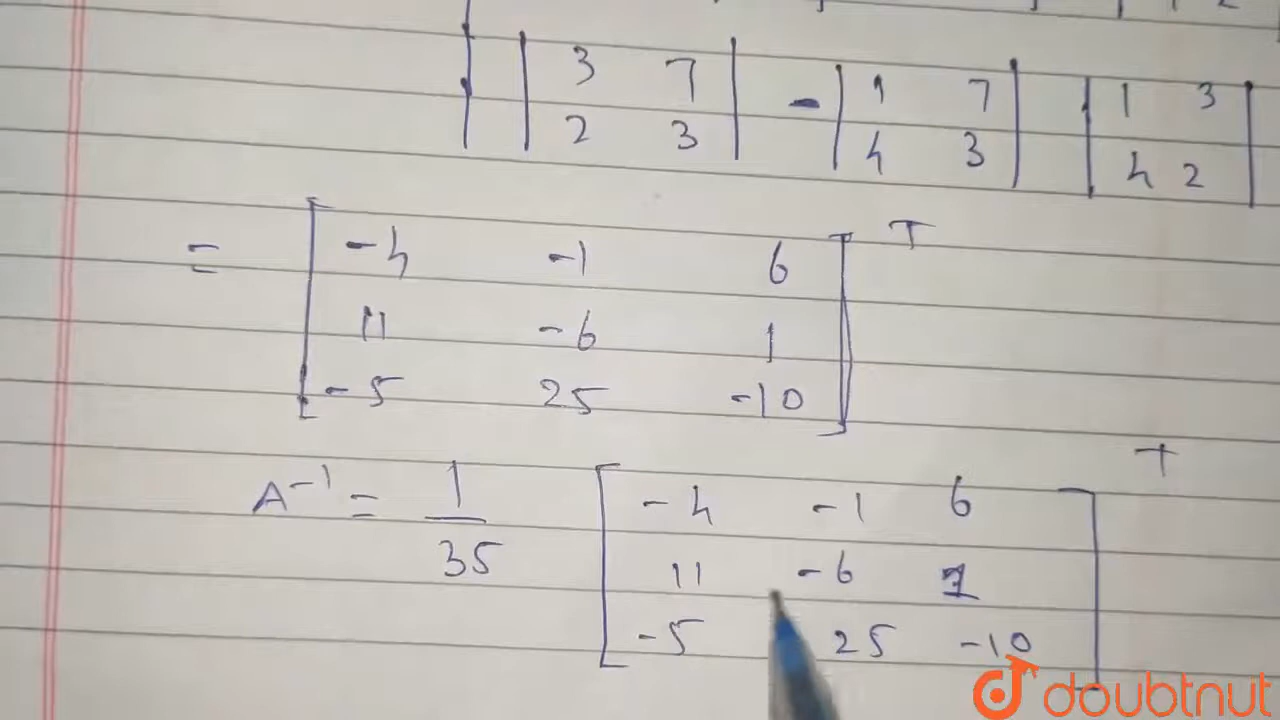 3 7 - 1 7 1 3
2 3 4 3 4 2
= -4 -1 6 T
11 -6 1
-5 25 -10
A⁻¹ = 1/35 -4 -1 6 T
11 -6 1
-5 25 -10
doubtnut